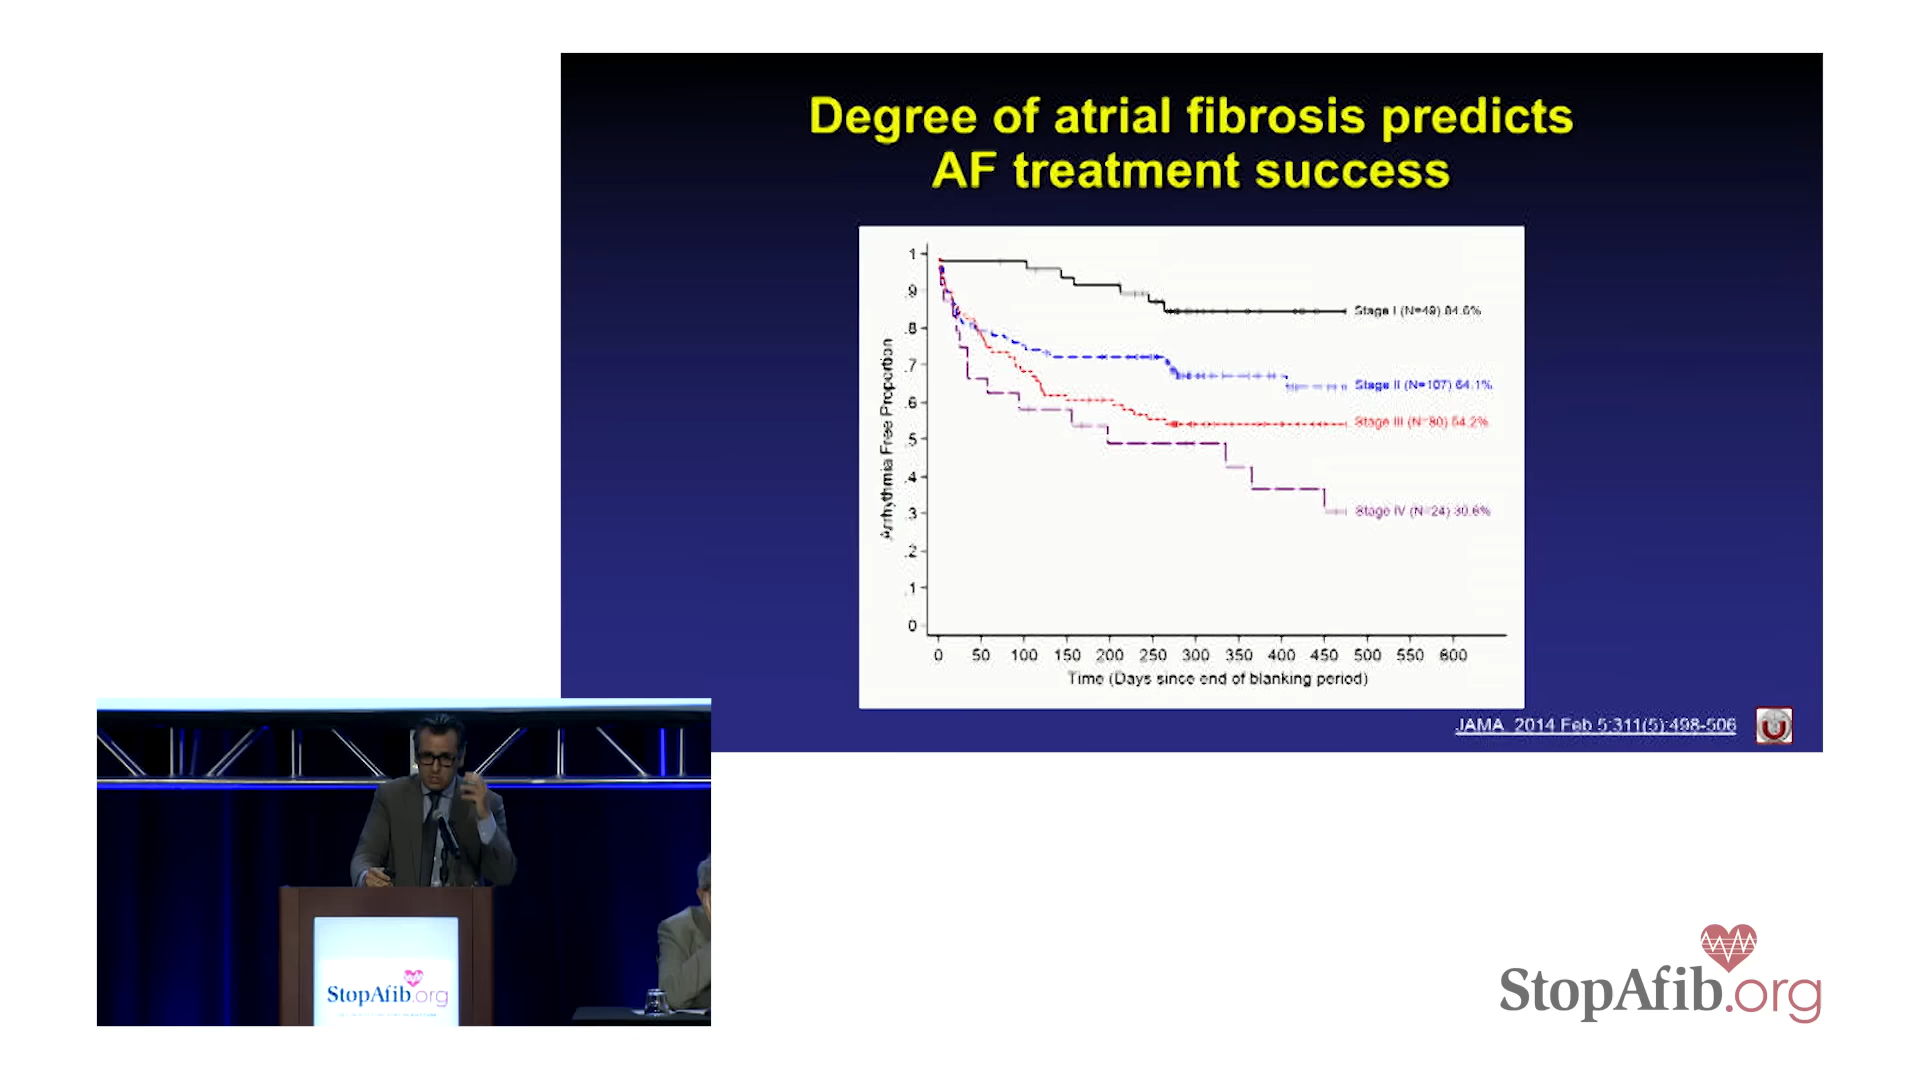 Degree of atrial fibrosis predicts
AF treatment success
Arrhythmia Free Proportion
1
.9
.8
.7
.6
.5
.4
.3
.2
.1
0
Stage I (N=49) 84.6%
Stage II (N=107) 64.1%
Stage III (N=80) 54.2%
Stage IV (N=24) 30.6%
0 50 100 150 200 250 300 350 400 450 500 550 600
Time (Days since end of blanking period)
JAMA. 2014 Feb 5;311(5):498-506
U
StopAfib.org
StopAfib.org